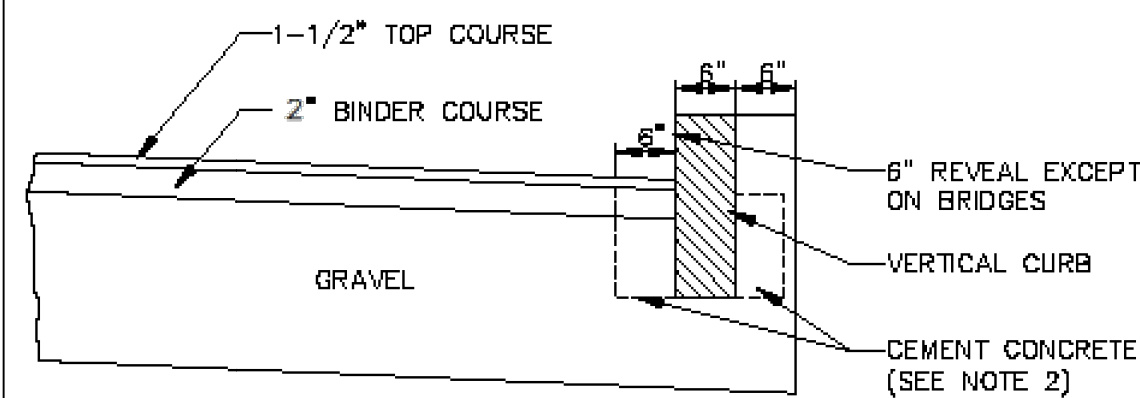 1-1/2" TOP COURSE
2" BINDER COURSE
6" 6"
6"
6" REVEAL EXCEPT
ON BRIDGES
VERTICAL CURB
GRAVEL
CEMENT CONCRETE
(SEE NOTE 2)